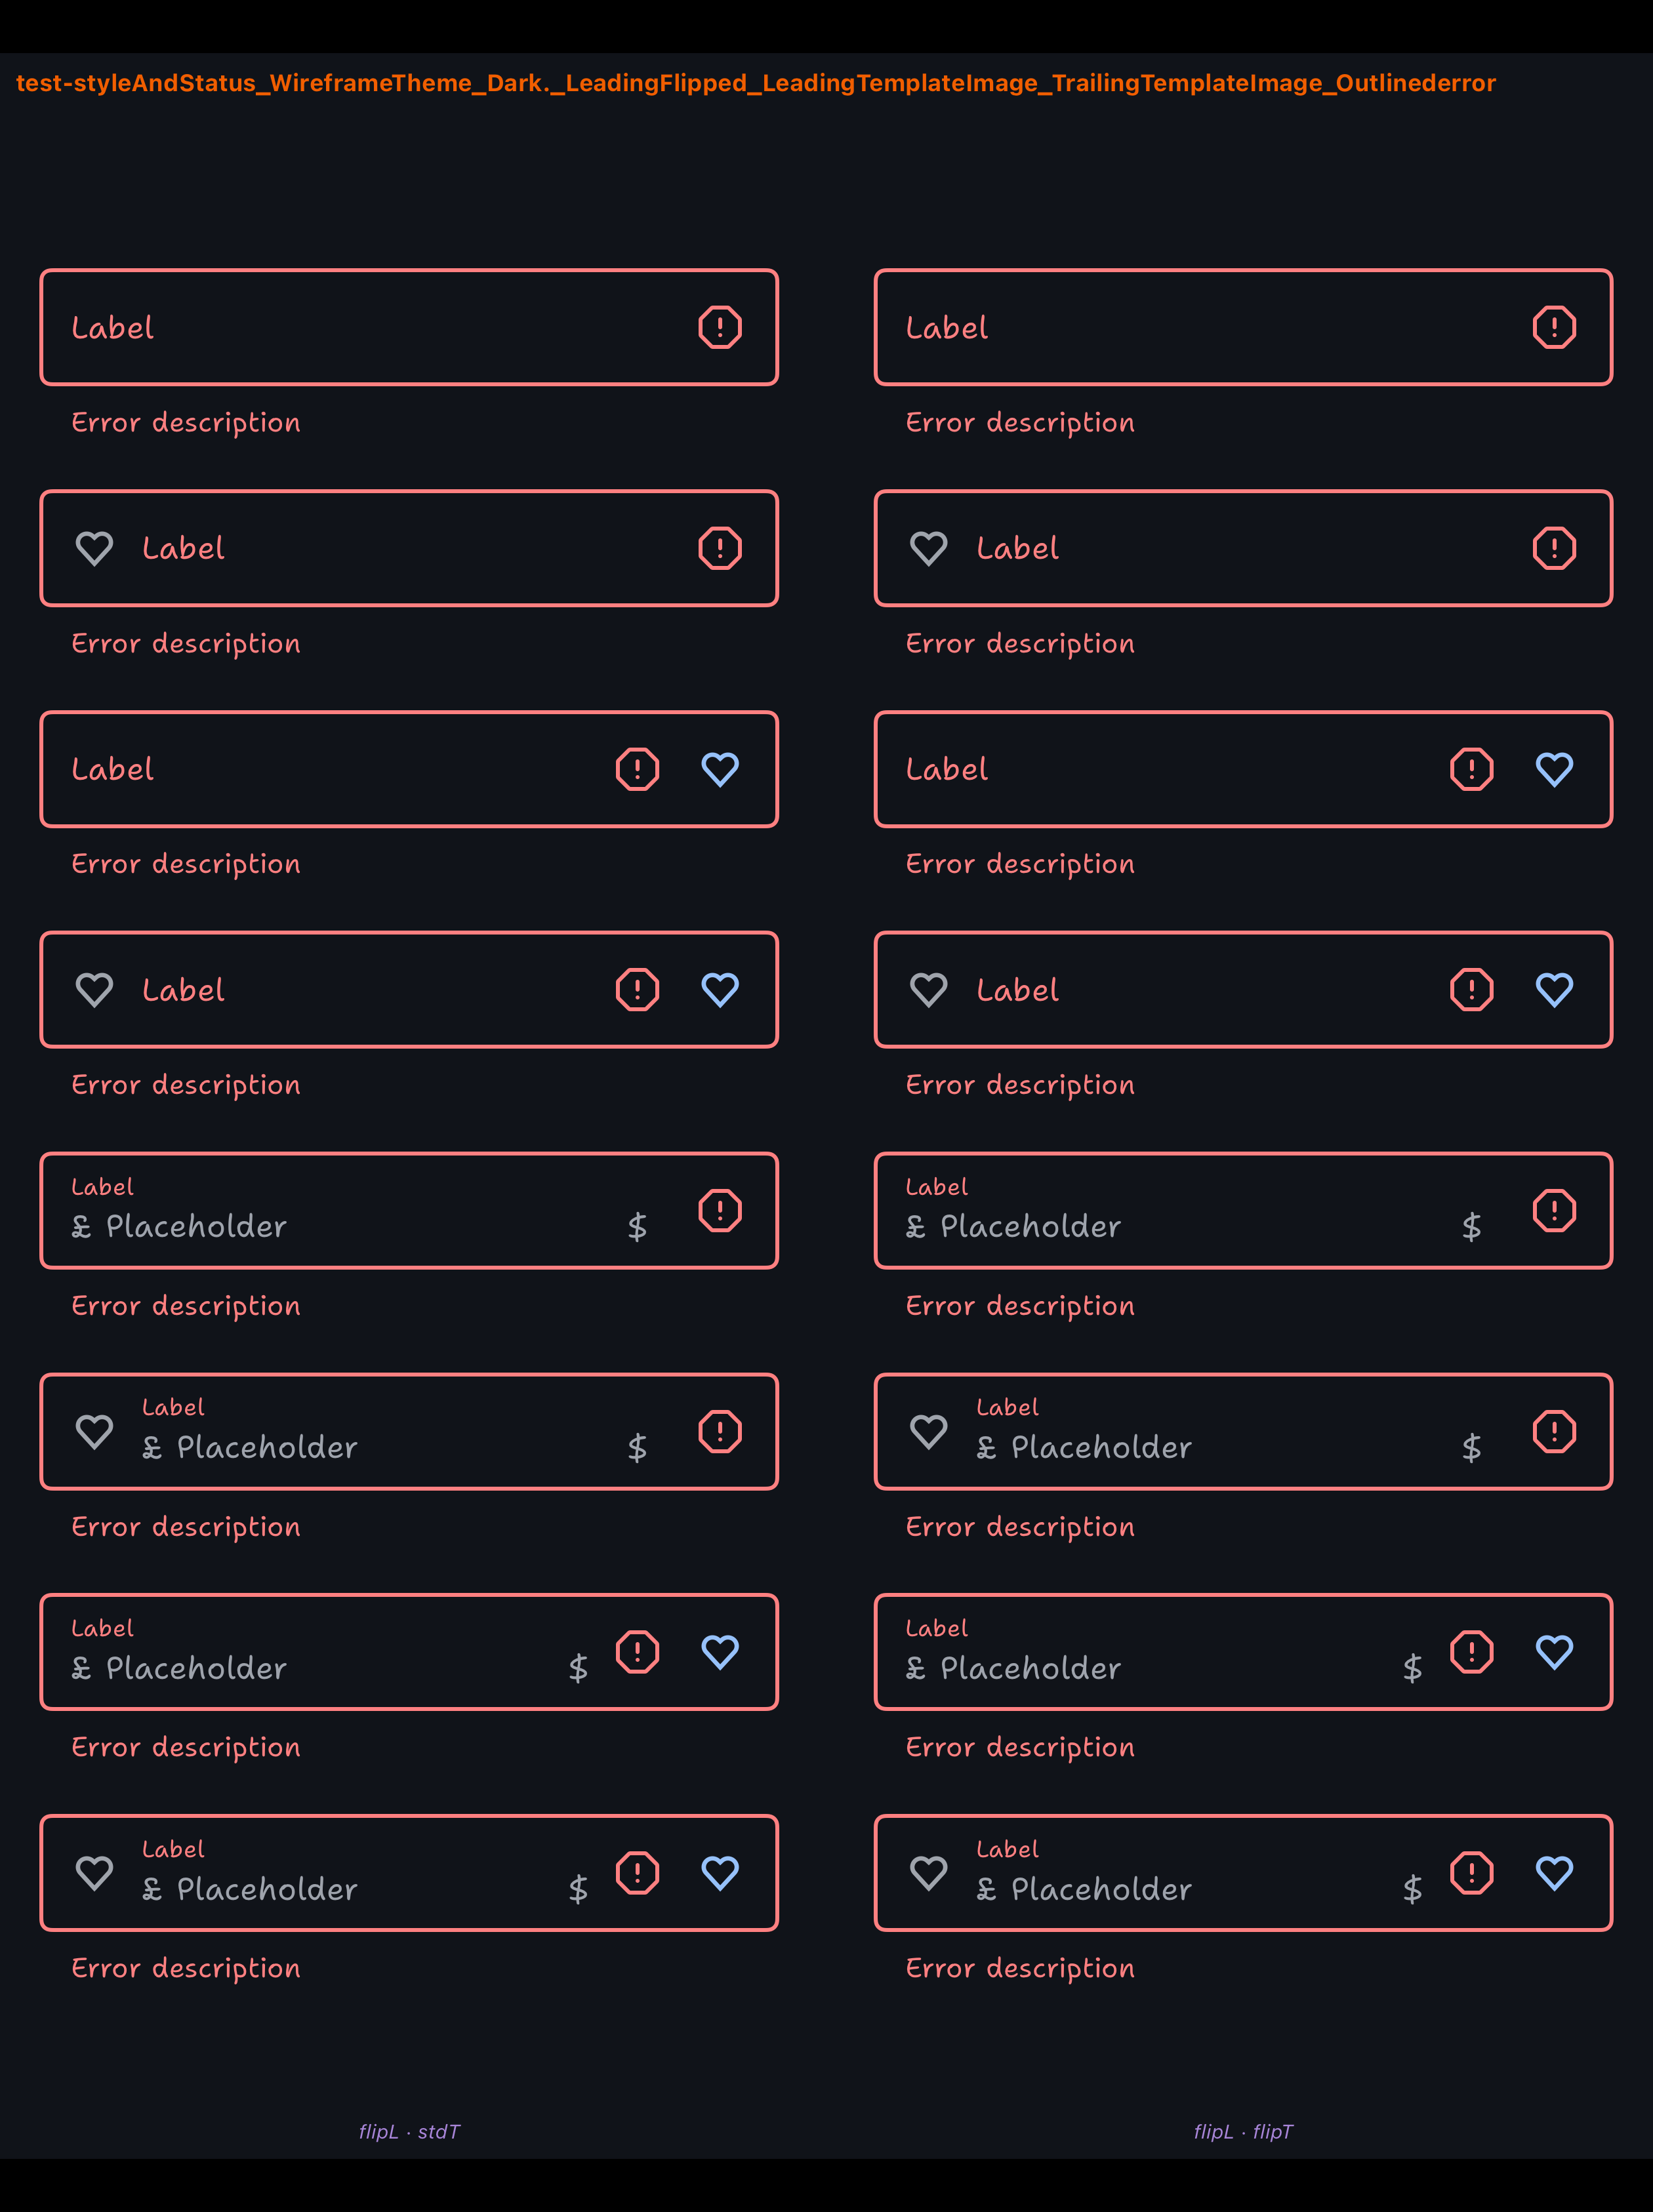 test-styleAndStatus_WireframeTheme_Dark._LeadingFlipped_LeadingTemplateImage_TrailingTemplateImage_Outlinederror
Label
Error description
Label
Error description
Label
Error description
Label
Error description
Label
£ Placeholder $
Error description
Label
£ Placeholder $
Error description
Label
£ Placeholder $
Error description
Label
£ Placeholder $
Error description
flipL · stdT
Label
Error description
Label
Error description
Label
Error description
Label
Error description
Label
£ Placeholder $
Error description
Label
£ Placeholder $
Error description
Label
£ Placeholder $
Error description
Label
£ Placeholder $
Error description
flipL · flipT